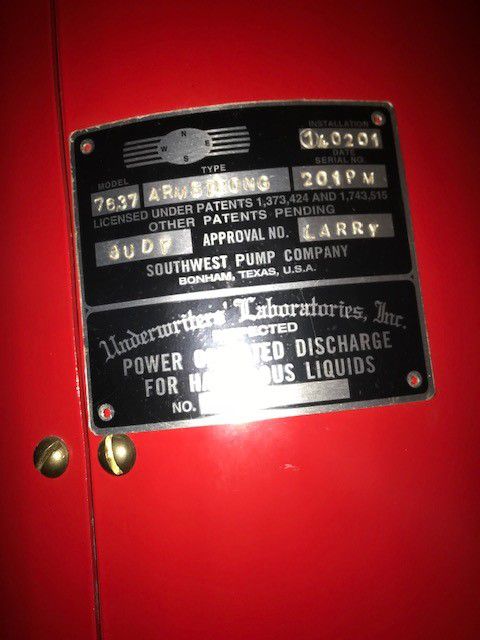 N
W E
S
INSTALLATION
DATE
MODEL TYPE SERIAL NO.
7637 ARMSTRONG 201PM
LICENSED UNDER PATENTS 1,373,424 AND 1,743,515
OTHER PATENTS PENDING
JUDY APPROVAL NO. LARRY
SOUTHWEST PUMP COMPANY
BONHAM, TEXAS, U.S.A.
Underwriters' Laboratories, Inc.
POWER DISCHARGE
FOR LIQUIDS
NO.